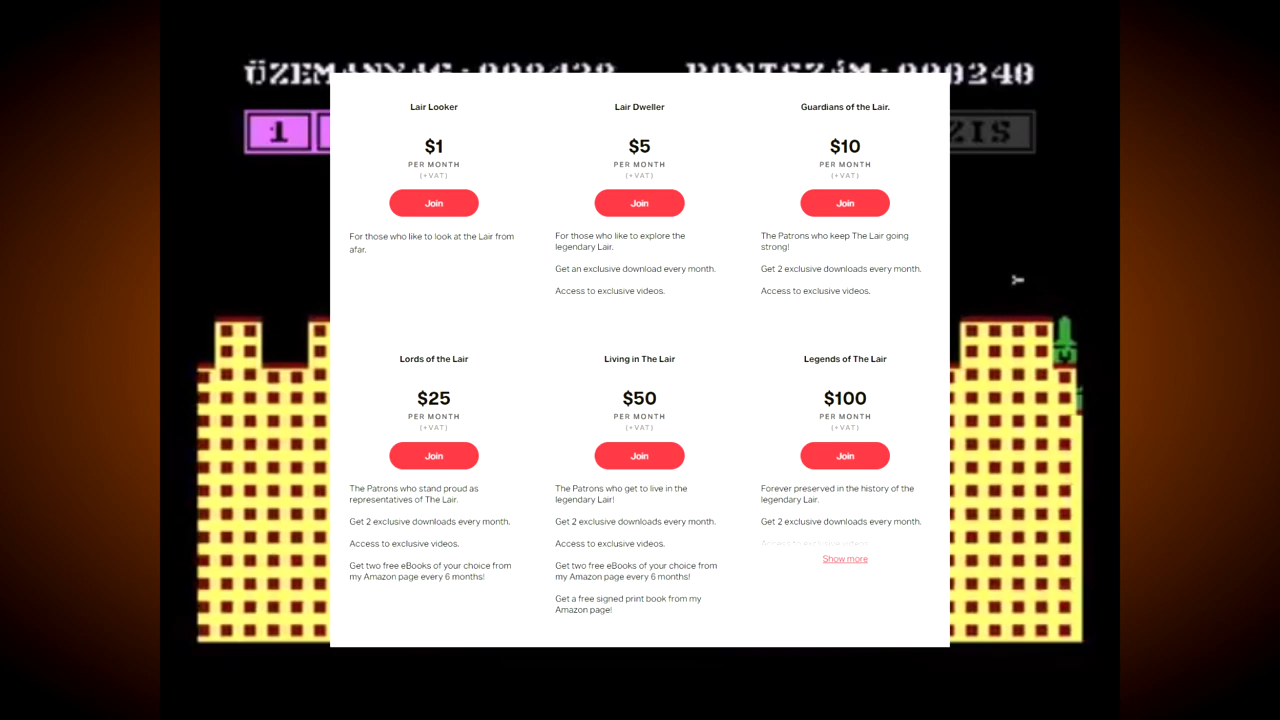 240
1
ZIS
Lair Looker
$1
PER MONTH
(+VAT)
Join
For those who like to look at the Lair from
afar.
Lair Dweller
$5
PER MONTH
(+VAT)
Join
For those who like to explore the
legendary Lair.
Get an exclusive download every month.
Access to exclusive videos.
Guardians of the Lair.
$10
PER MONTH
(+VAT)
Join
The Patrons who keep The Lair going
strong!
Get 2 exclusive downloads every month.
Access to exclusive videos.
Lords of the Lair
$25
PER MONTH
(+VAT)
Join
The Patrons who stand proud as
representatives of The Lair.
Get 2 exclusive downloads every month.
Access to exclusive videos.
Get two free eBooks of your choice from
my Amazon page every 6 months!
Living in The Lair
$50
PER MONTH
(+VAT)
Join
The Patrons who get to live in the
legendary Lair!
Get 2 exclusive downloads every month.
Access to exclusive videos.
Get two free eBooks of your choice from
my Amazon page every 6 months!
Get a free signed print book from my
Amazon page!
Legends of The Lair
$100
PER MONTH
(+VAT)
Join
Forever preserved in the history of the
legendary Lair.
Get 2 exclusive downloads every month.
Access to exclusive videos.
Show more